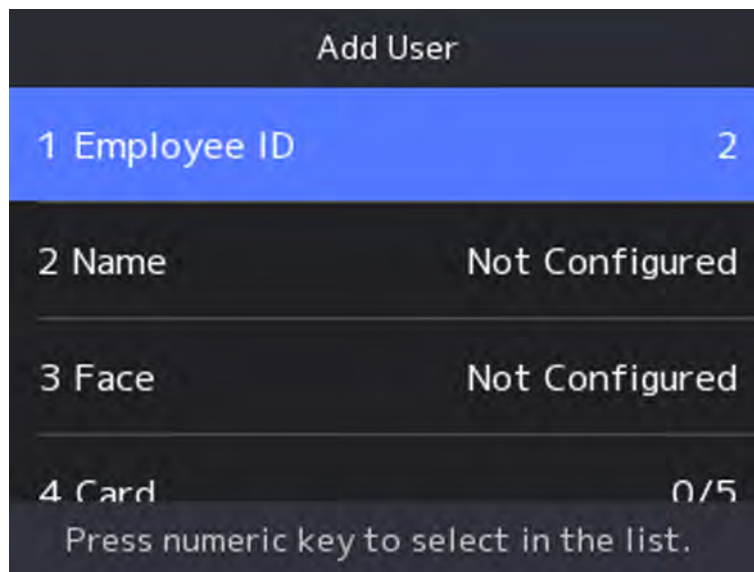 Add User
1 Employee ID 2
2 Name Not Configured
3 Face Not Configured
4 Card 0/5
Press numeric key to select in the list.